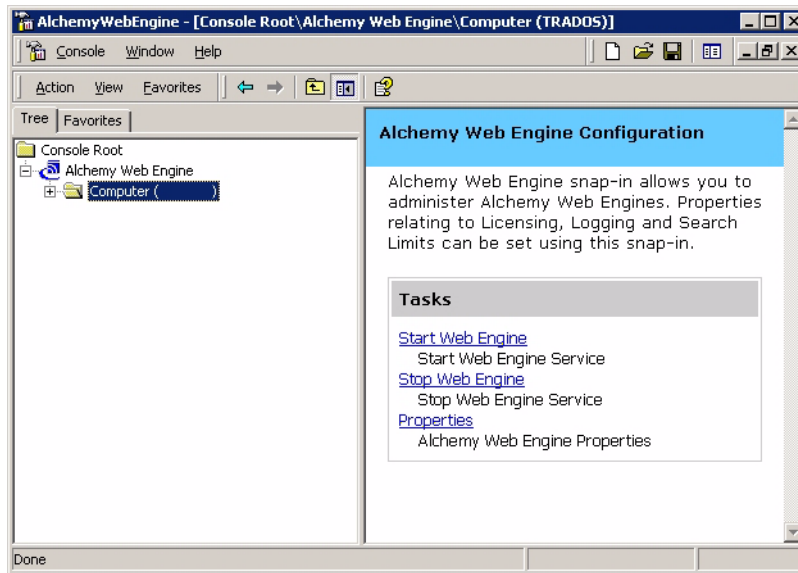 AlchemyWebEngine - [Console Root\Alchemy Web Engine\Computer (TRADOS)]
Console Window Help
Action View Favorites
Tree Favorites
Console Root
Alchemy Web Engine
Computer ( )
Alchemy Web Engine Configuration
Alchemy Web Engine snap-in allows you to
administer Alchemy Web Engines. Properties
relating to Licensing, Logging and Search
Limits can be set using this snap-in.
Tasks
Start Web Engine
Start Web Engine Service
Stop Web Engine
Stop Web Engine Service
Properties
Alchemy Web Engine Properties
Done